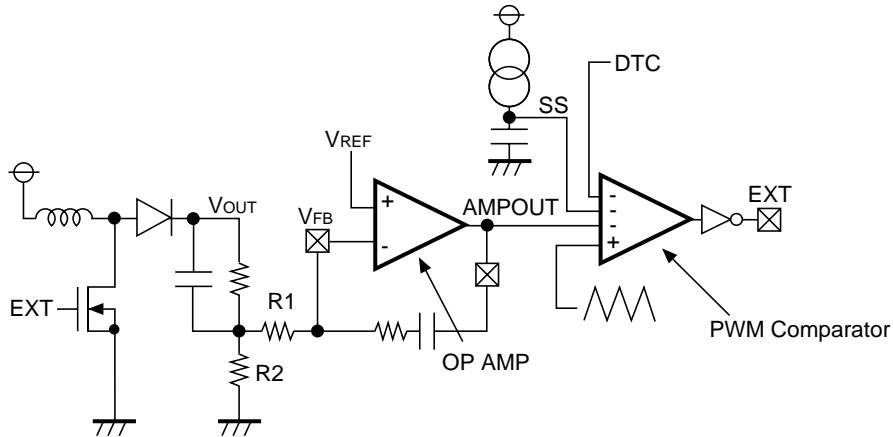 DTC
SS
VREF
EXT
VOUT
VFB
AMPOUT
+
-
-
-
-
+
EXT
R1
PWM Comparator
OP AMP
R2